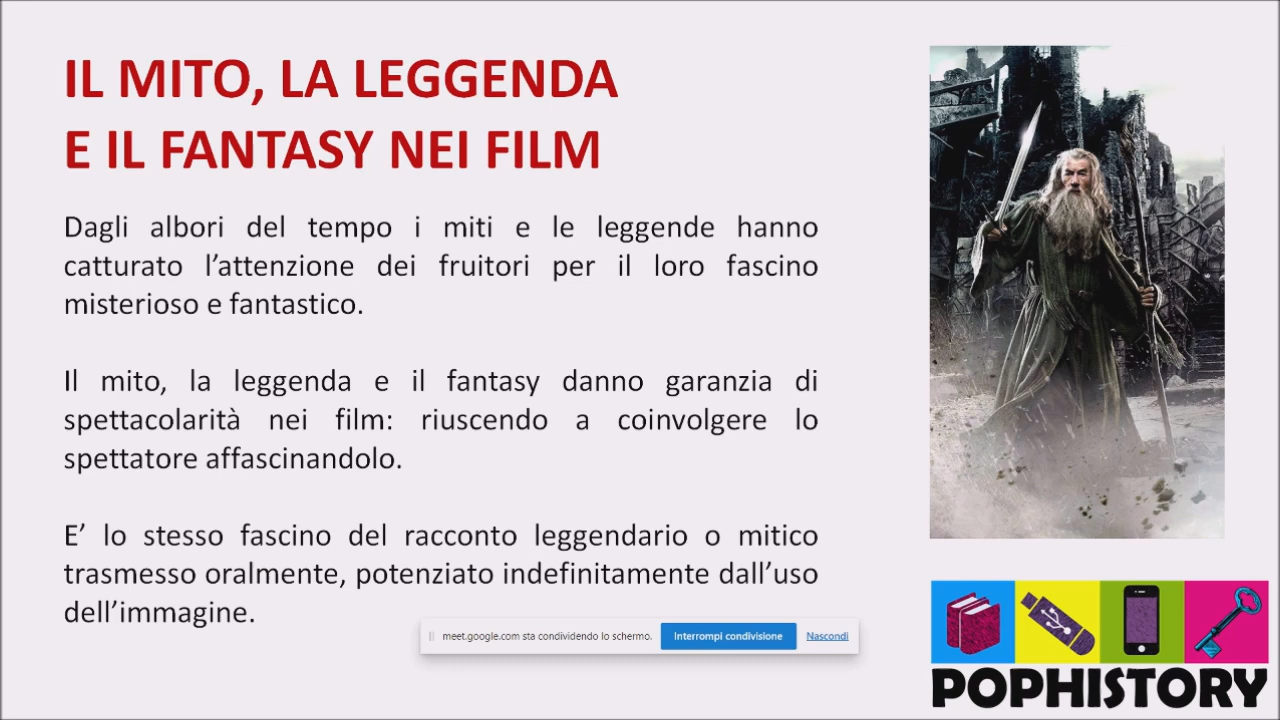 IL MITO, LA LEGGENDA
E IL FANTASY NEI FILM
Dagli albori del tempo i miti e le leggende hanno
catturato l’attenzione dei fruitori per il loro fascino
misterioso e fantastico.
Il mito, la leggenda e il fantasy danno garanzia di
spettacolarità nei film: riuscendo a coinvolgere lo
spettatore affascinandolo.
E’ lo stesso fascino del racconto leggendario o mitico
trasmesso oralmente, potenziato indefinitamente dall’uso
dell’immagine.
meet.google.com sta condividendo lo schermo. Interrompi condivisione Nascondi
POPHISTORY